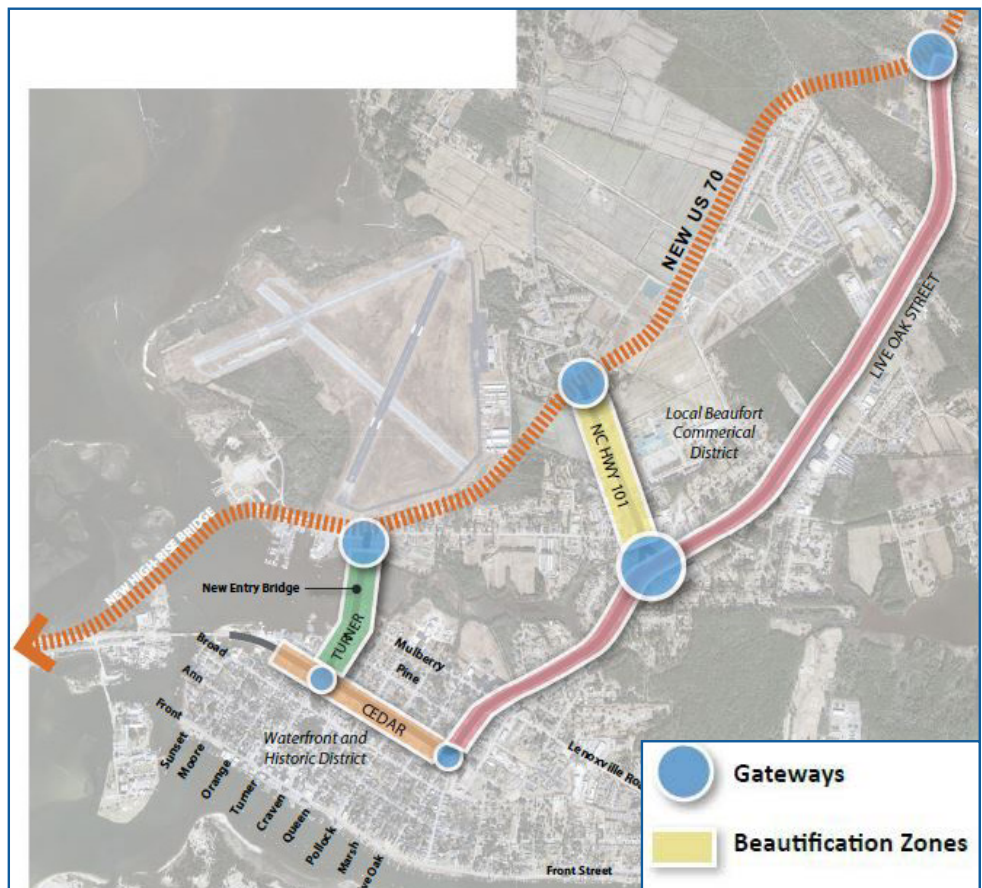 NEW US 70
LIVE OAK STREET
Local Beaufort
Commerical
District
NC HWY 101
NEW HIGH-RISE BRIDGE
New Entry Bridge
TURNER
Broad
Ann
Front
Mulberry
Pine
CEDAR
Waterfront and
Historic District
Sunset
Moore
Orange
Turner
Craven
Queen
Pollock
Marsh
Lenoxville
Front Street
Gateways
Beautification Zones